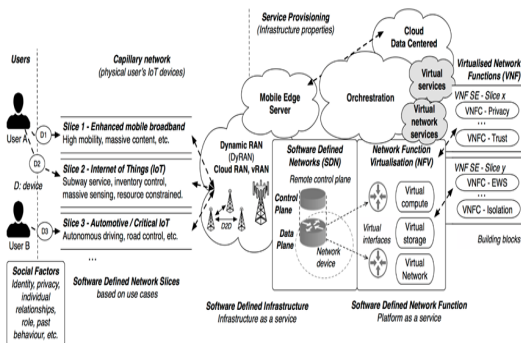 Users
Capillary network
(physical user's IoT devices)
Service Provisioning
(Infrastructure properties)
Cloud
Data Centered
Virtualised Network
Functions (VNF)
User A
D1
D2
D: device
User B
D3
Slice 1 - Enhanced mobile broadband
High mobility, massive content, etc.
Slice 2 - Internet of Things (IoT)
Subway service, inventory control,
massive sensing, resource constrained.
Slice 3 - Automotive / Critical IoT
Autonomous driving, road control, etc.
...
Social Factors
Identity, privacy,
individual
relationships,
role, past
behaviour, etc.
Software Defined Network Slices
based on use cases
Mobile Edge
Server
Orchestration
Virtual
services
Virtual
network
services
Dynamic RAN
(DyRAN)
Cloud RAN, vRAN
D2D
Software Defined
Networks (SDN)
Remote control plane
Control
Plane
Data
Plane
Network
device
Network Function
Virtualisation (NFV)
Virtual
interfaces
Virtual
compute
Virtual
storage
Virtual
Network
VNF SE - Slice x
VNFC - Privacy
...
VNFC - Trust
VNF SE - Slice y
VNFC - EWS
...
VNFC - Isolation
Building blocks
Software Defined Infrastructure
Infrastructure as a service
Software Defined Network Function
Platform as a service